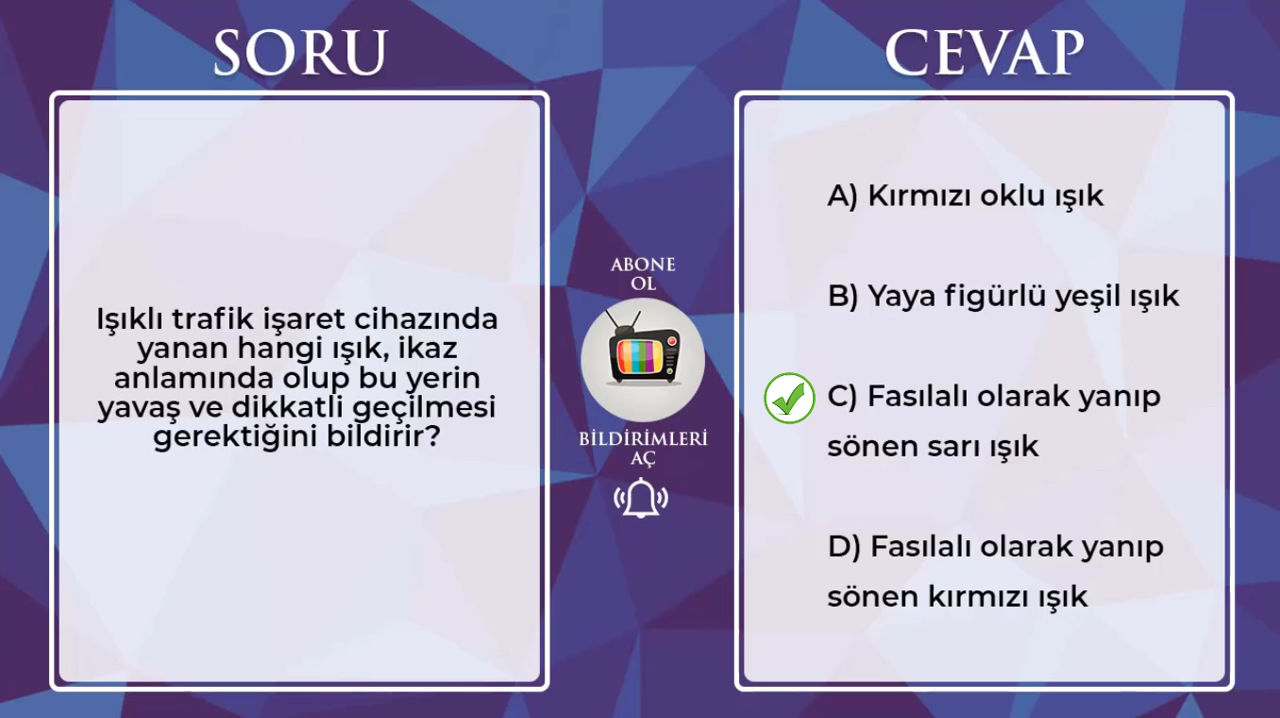 SORU
Işıklı trafik işaret cihazında
yanan hangi ışık, ikaz
anlamında olup bu yerin
yavaş ve dikkatli geçilmesi
gerektiğini bildirir?
ABONE
OL
BİLDİRİMLERİ
AÇ
CEVAP
A) Kırmızı oklu ışık
B) Yaya figürlü yeşil ışık
C) Fasılalı olarak yanıp
sönen sarı ışık
D) Fasılalı olarak yanıp
sönen kırmızı ışık